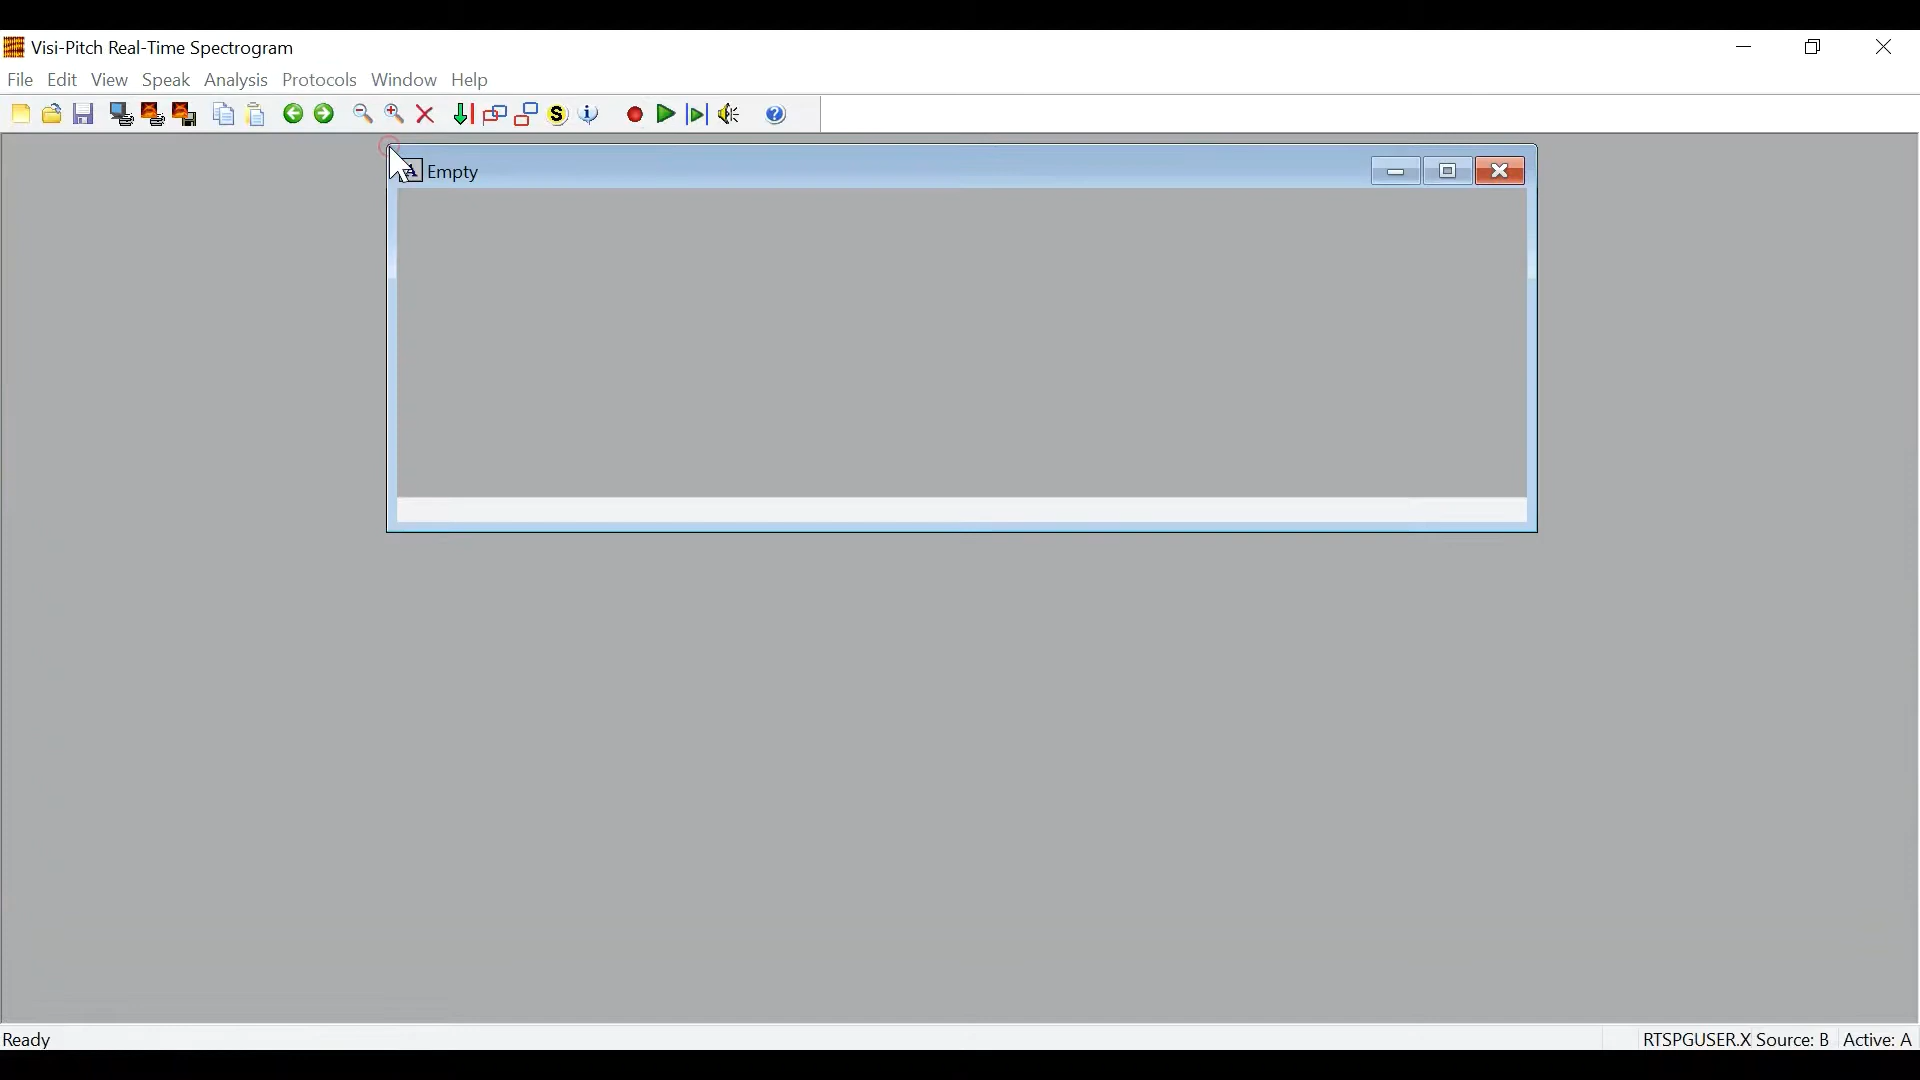 Visi-Pitch Real-Time Spectrogram
File Edit View Speak Analysis Protocols Window Help
S
A Empty
Ready RTSPGUSER.X Source: B Active: A